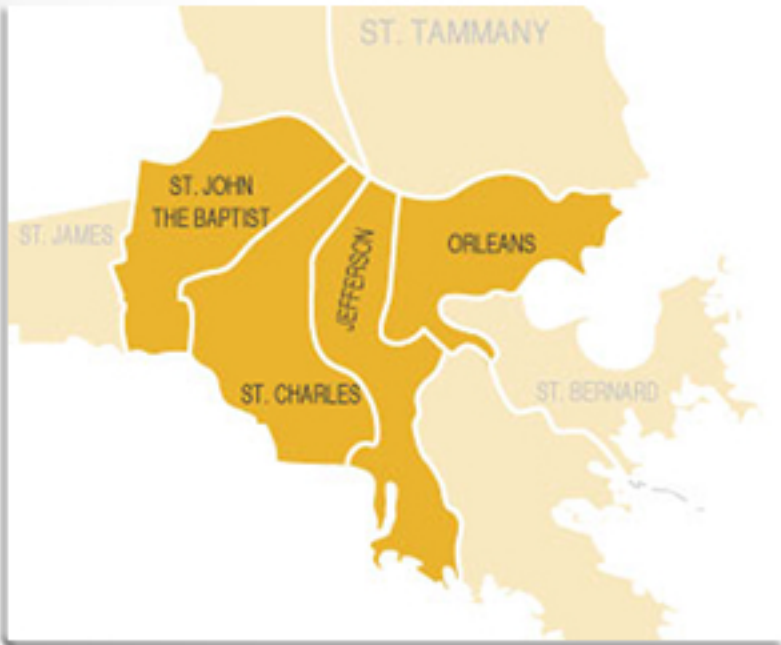 ST. TAMMANY
ST. JOHN
THE BAPTIST
ST. JAMES
JEFFERSON
ORLEANS
ST. CHARLES
ST. BERNARD